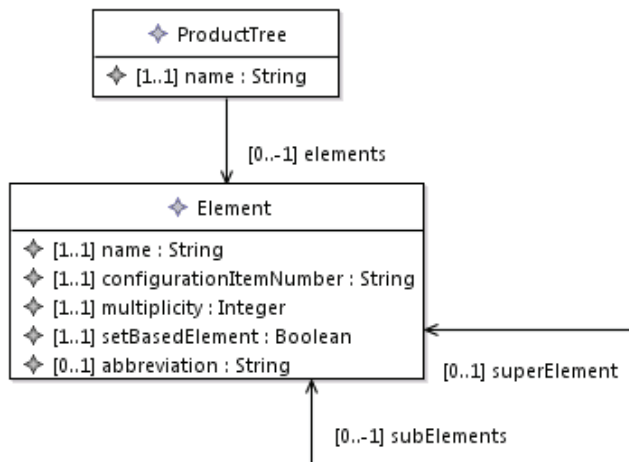 ProductTree
[1..1] name : String
[0..-1] elements
Element
[1..1] name : String
[1..1] configurationItemNumber : String
[1..1] multiplicity : Integer
[1..1] setBasedElement : Boolean
[0..1] abbreviation : String
[0..1] superElement
[0..-1] subElements